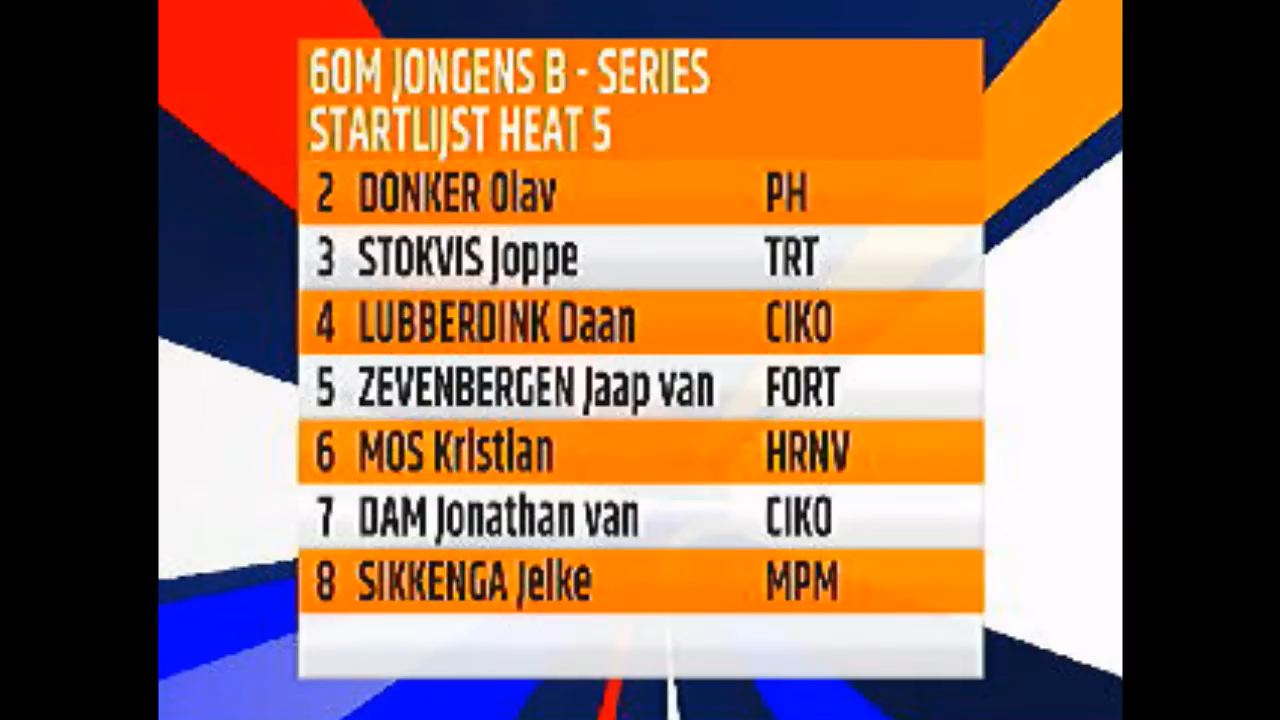 60M JONGENS B - SERIES
STARTLIJST HEAT 5
2 DONKER Olav PH
3 STOKVIS Joppe TRT
4 LUBBERDINK Daan CIKO
5 ZEVENBERGEN Jaap van FORT
6 MOS Kristian HRNV
7 DAM Jonathan van CIKO
8 SIKKENGA Jelke MPM